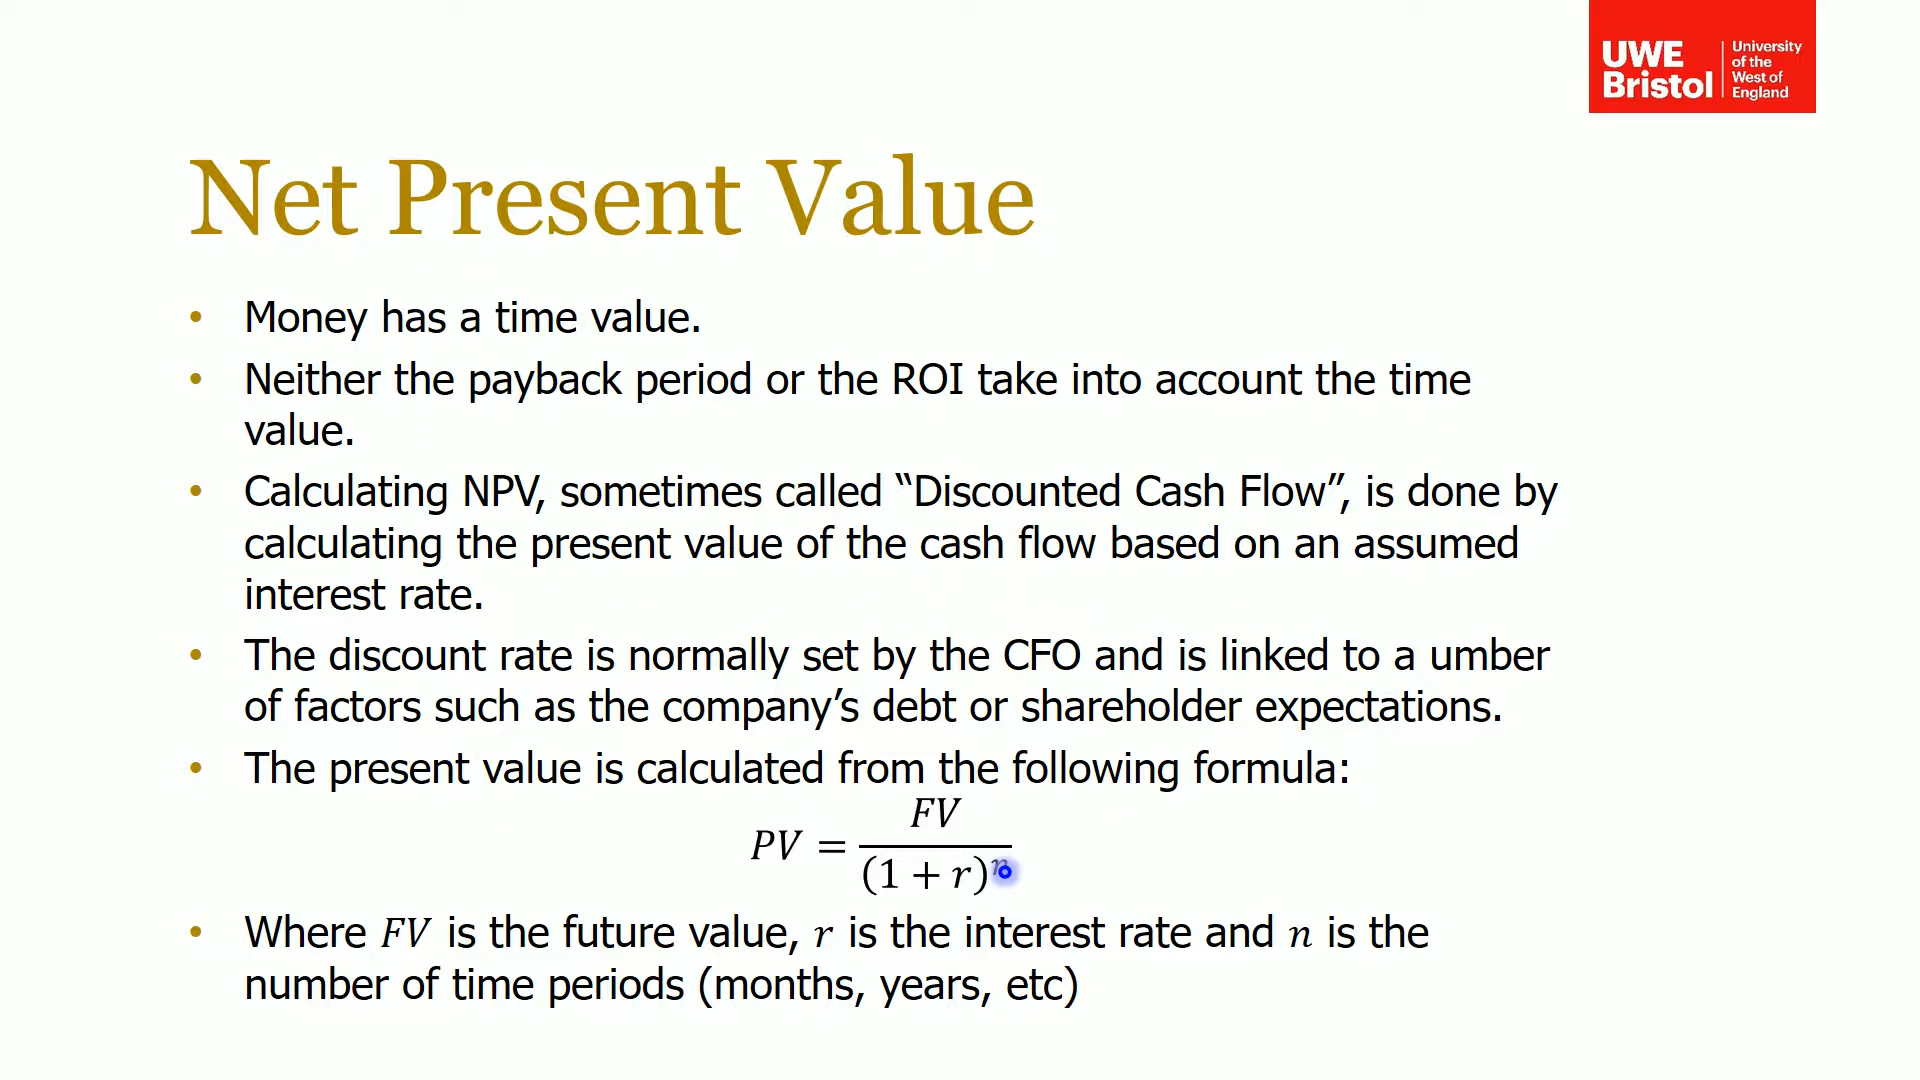 UWE Bristol
University of the West of England
Net Present Value
• Money has a time value.
• Neither the payback period or the ROI take into account the time
value.
• Calculating NPV, sometimes called “Discounted Cash Flow”, is done by
calculating the present value of the cash flow based on an assumed
interest rate.
• The discount rate is normally set by the CFO and is linked to a umber
of factors such as the company’s debt or shareholder expectations.
• The present value is calculated from the following formula:
PV = FV / (1 + r)^n
• Where FV is the future value, r is the interest rate and n is the
number of time periods (months, years, etc)